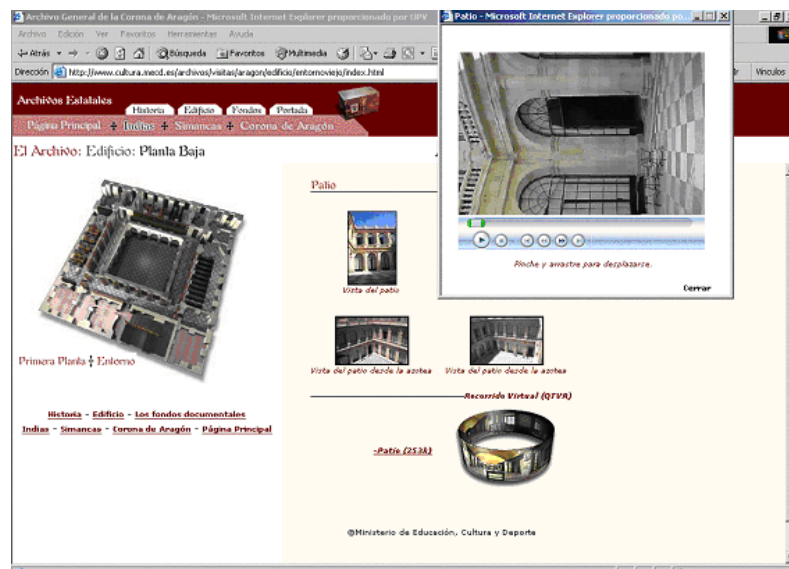 Archivo General de la Corona de Aragón - Microsoft Internet Explorer proporcionado por UPV
Archivo Edición Ver Favoritos Herramientas Ayuda
Atrás Búsqueda Favoritos Multimedia
Dirección http://www.cultura.mecd.es/archivos/visitas/aragon/edificio/entornoviejo/index.html
Ir Vínculos
Patio - Microsoft Internet Explorer proporcionado po...
Pinche y arrastre para desplazarse.
Cerrar
Archivos Estatales
Historia Edificio Fondos Portada
Página Principal Indias Simancas Corona de Aragón
El Archivo: Edificio: Planta Baja
Patio
Vista del patio
Vista del patio desde la azotea Vista del patio desde la azotea
Primera Planta Entorno
Recorrido Virtual (QTVR)
Historia - Edificio - Los fondos documentales
Indias - Simancas - Corona de Aragón - Página Principal
-Patio (253k)
@Ministerio de Educación, Cultura y Deporte